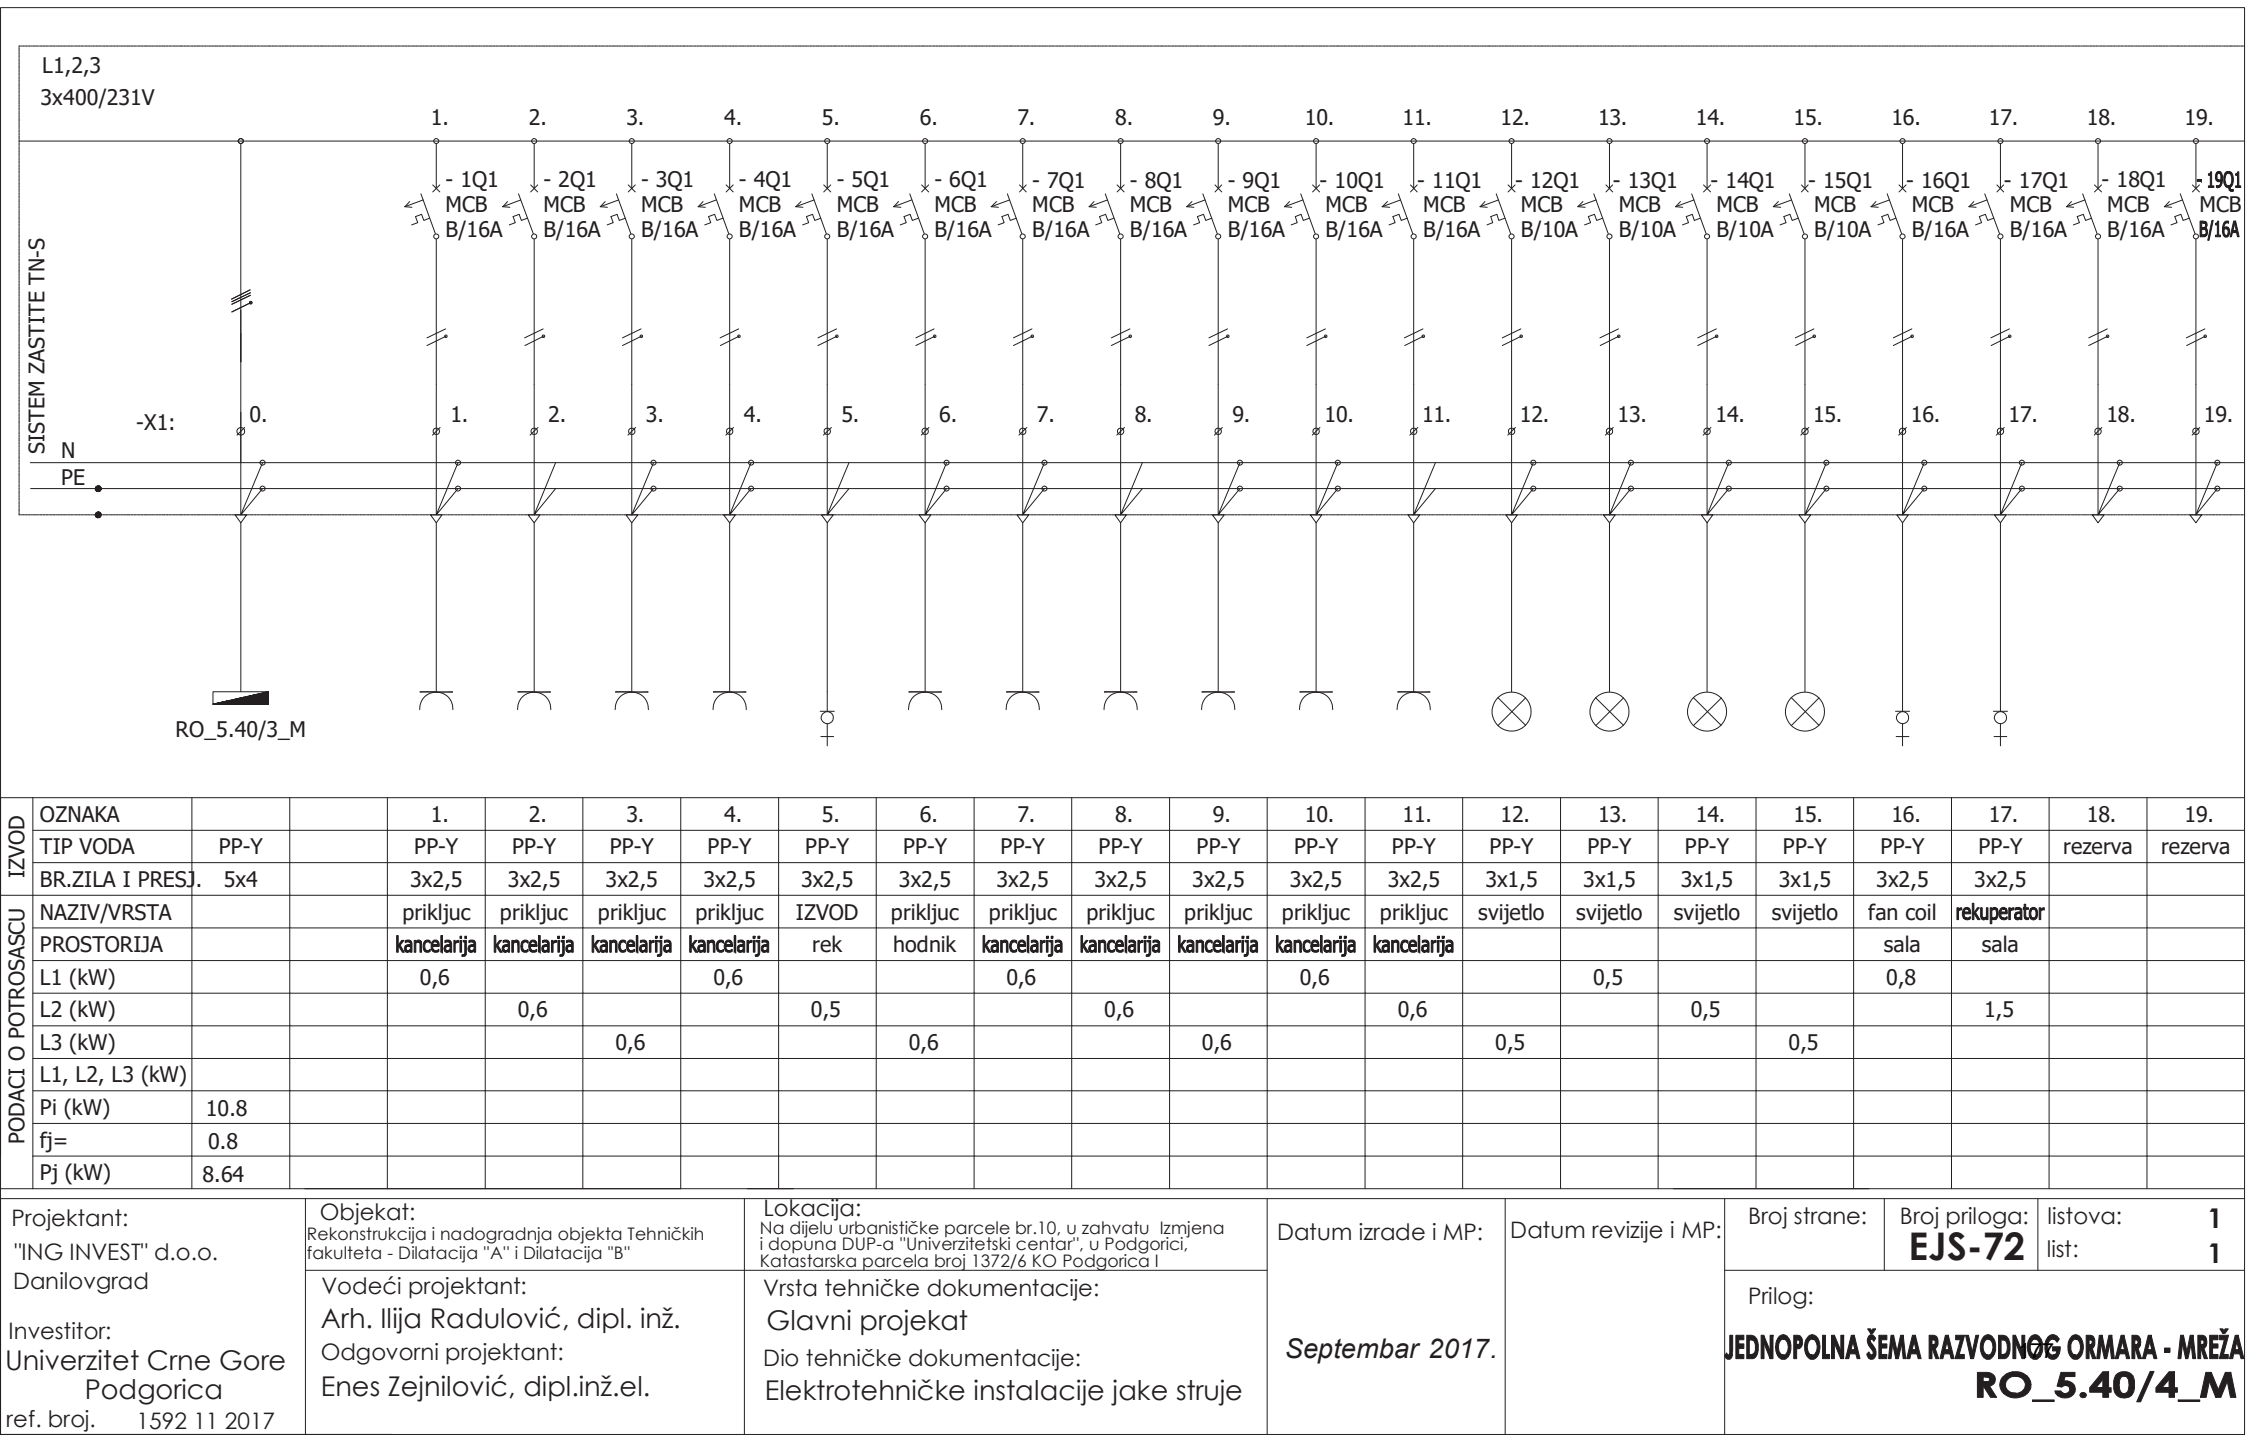 L1,2,3
3x400/231V
1. 2. 3. 4. 5. 6. 7. 8. 9. 10. 11. 12. 13. 14. 15. 16. 17. 18. 19.
- 1Q1 - 2Q1 - 3Q1 - 4Q1 - 5Q1 - 6Q1 - 7Q1 - 8Q1 - 9Q1 - 10Q1 - 11Q1 - 12Q1 - 13Q1 - 14Q1 - 15Q1 - 16Q1 - 17Q1 - 18Q1 - 19Q1
MCB MCB MCB MCB MCB MCB MCB MCB MCB MCB MCB MCB MCB MCB MCB MCB MCB MCB MCB
B/16A B/16A B/16A B/16A B/16A B/16A B/16A B/16A B/16A B/16A B/16A B/10A B/10A B/10A B/10A B/16A B/16A B/16A B/16A
SISTEM ZASTITE TN-S
-X1: 0. 1. 2. 3. 4. 5. 6. 7. 8. 9. 10. 11. 12. 13. 14. 15. 16. 17. 18. 19.
N
PE
RO_5.40/3_M
IZVOD
OZNAKA 1. 2. 3. 4. 5. 6. 7. 8. 9. 10. 11. 12. 13. 14. 15. 16. 17. 18. 19.
TIP VODA PP-Y PP-Y PP-Y PP-Y PP-Y PP-Y PP-Y PP-Y PP-Y PP-Y PP-Y PP-Y PP-Y PP-Y PP-Y PP-Y PP-Y PP-Y rezerva rezerva
BR.ZILA I PRESJ. 5x4 3x2,5 3x2,5 3x2,5 3x2,5 3x2,5 3x2,5 3x2,5 3x2,5 3x2,5 3x2,5 3x2,5 3x1,5 3x1,5 3x1,5 3x1,5 3x2,5 3x2,5
PODACI O POTROSASCU
NAZIV/VRSTA prikljuc prikljuc prikljuc prikljuc IZVOD prikljuc prikljuc prikljuc prikljuc prikljuc prikljuc svijetlo svijetlo svijetlo svijetlo fan coil rekuperator
PROSTORIJA kancelarija kancelarija kancelarija kancelarija rek hodnik kancelarija kancelarija kancelarija kancelarija kancelarija sala sala
L1 (kW) 0,6 0,6 0,6 0,6 0,5 0,8
L2 (kW) 0,6 0,5 0,6 0,6 0,5 1,5
L3 (kW) 0,6 0,6 0,6 0,5 0,5
L1, L2, L3 (kW)
Pi (kW) 10.8
fj= 0.8
Pj (kW) 8.64
Projektant:
"ING INVEST" d.o.o.
Danilovgrad
Investitor:
Univerzitet Crne Gore
Podgorica
ref. broj. 1592 11 2017
Objekat:
Rekonstrukcija i nadogradnja objekta Tehničkih
fakulteta - Dilatacija "A" i Dilatacija "B"
Vodeći projektant:
Arh. Ilija Radulović, dipl. inž.
Odgovorni projektant:
Enes Zejnilović, dipl.inž.el.
Lokacija:
Na dijelu urbanističke parcele br.10, u zahvatu Izmjena
i dopuna DUP-a "Univerzitetski centar", u Podgorici,
Katastarska parcela broj 1372/6 KO Podgorica I
Vrsta tehničke dokumentacije:
Glavni projekat
Dio tehničke dokumentacije:
Elektrotehničke instalacije jake struje
Datum izrade i MP:
Septembar 2017.
Datum revizije i MP:
Broj strane:
Broj priloga:
EJS-72
listova: 1
list: 1
Prilog:
JEDNOPOLNA ŠEMA RAZVODNOG ORMARA - MREŽA
177
RO_5.40/4_M